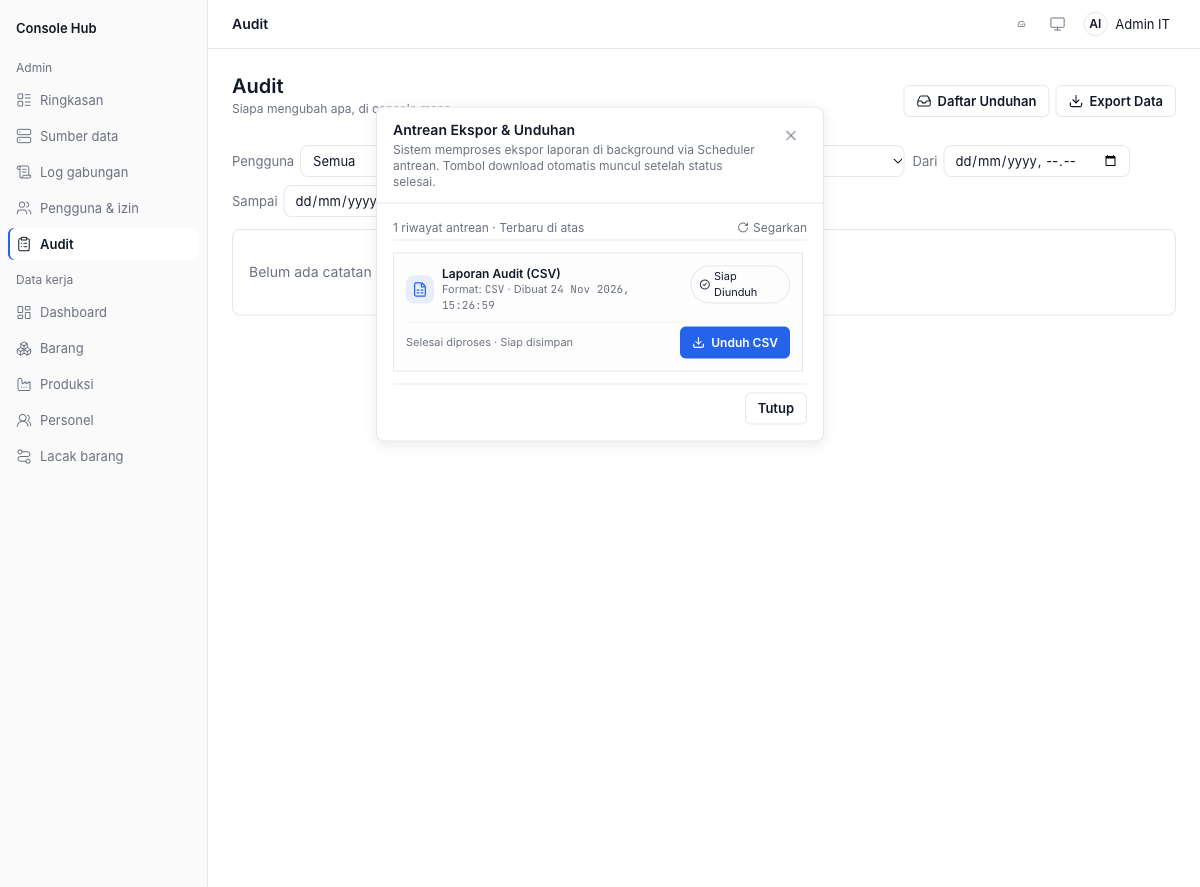 Console Hub
Admin
Ringkasan
Sumber data
Log gabungan
Pengguna & izin
Audit
Data kerja
Dashboard
Barang
Produksi
Personel
Lacak barang
Audit
AI Admin IT
Audit
Siapa mengubah apa, di
Daftar Unduhan
Export Data
Pengguna Semua
Dari dd/mm/yyyy, --.--
Sampai dd/mm/yyyy
Belum ada catatan
Antrean Ekspor & Unduhan
Sistem memproses ekspor laporan di background via Scheduler
antrean. Tombol download otomatis muncul setelah status
selesai.
1 riwayat antrean · Terbaru di atas
Segarkan
Laporan Audit (CSV)
Format: CSV · Dibuat 24 Nov 2026,
15:26:59
Siap
Diunduh
Selesai diproses · Siap disimpan
Unduh CSV
Tutup